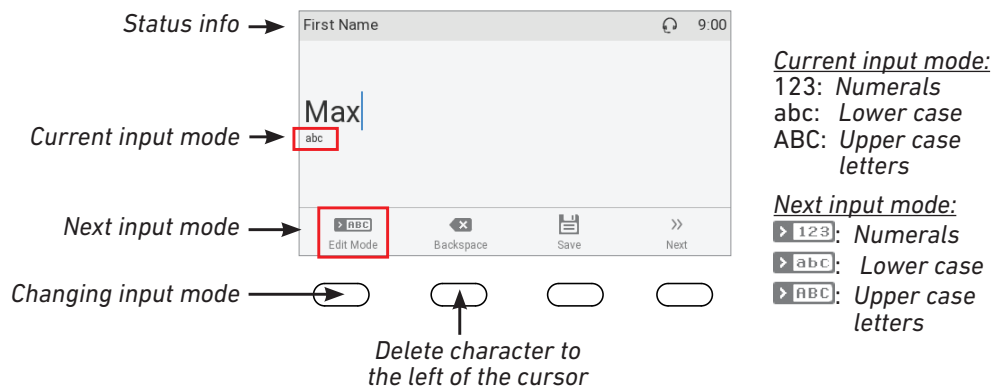 Status info
First Name
9:00
Max
abc
Current input mode
Next input mode
> ABC
Edit Mode
Backspace
Save
>>
Next
Changing input mode
Delete character to
the left of the cursor
Current input mode:
123: Numerals
abc: Lower case
ABC: Upper case
letters
Next input mode:
> 123: Numerals
> abc: Lower case
> ABC: Upper case
letters